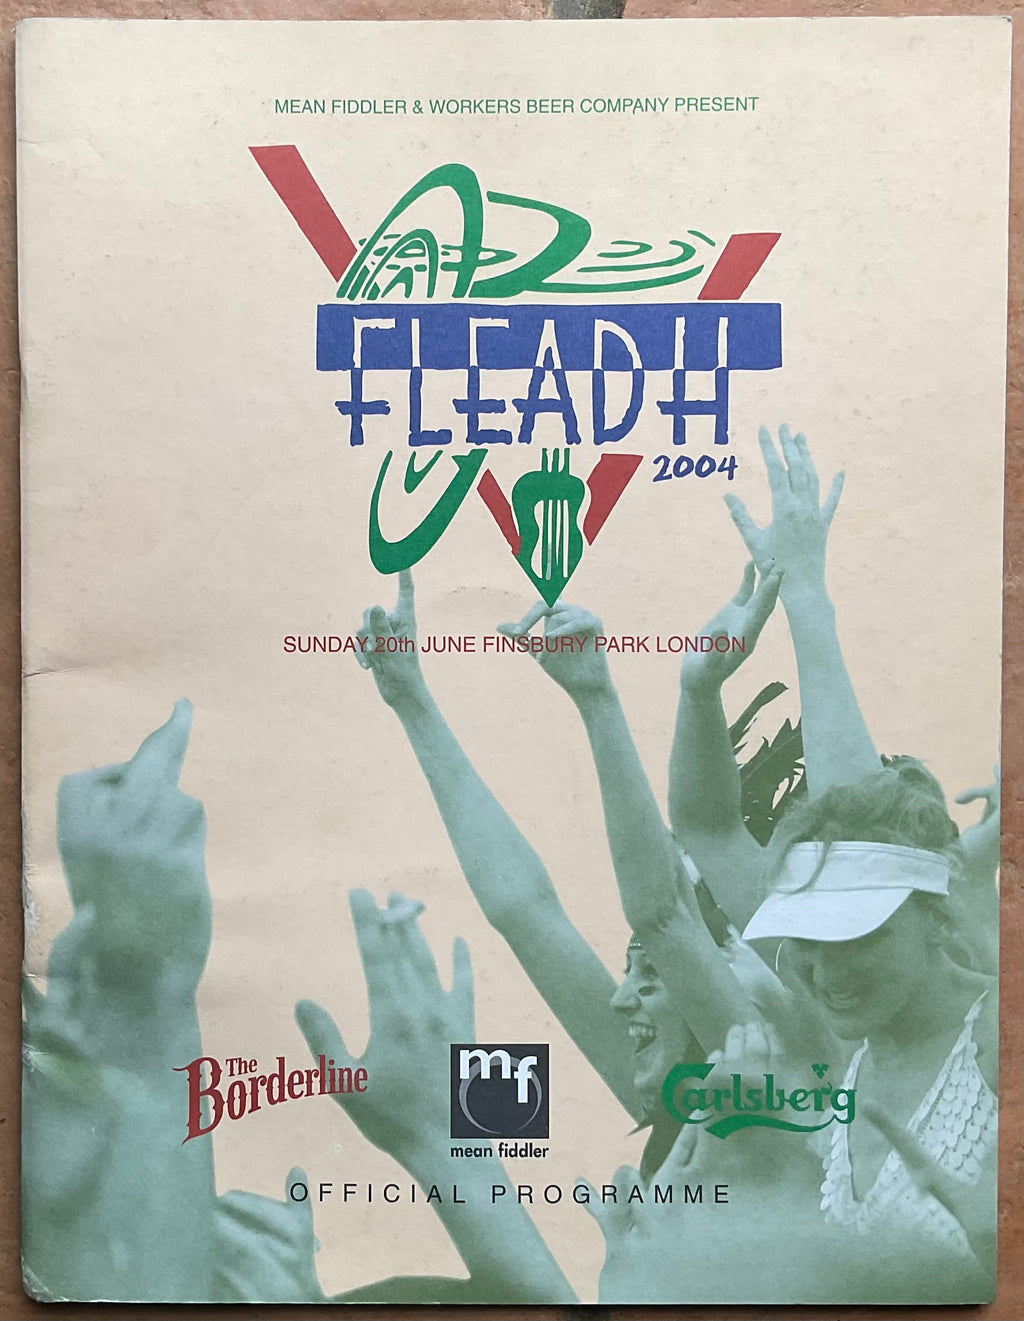 MEAN FIDDLER & WORKERS BEER COMPANY PRESENT
FLEADH
2004
SUNDAY 20th JUNE FINSBURY PARK LONDON
The
Borderline
mf
mean fiddler
Carlsberg
OFFICIAL PROGRAMME